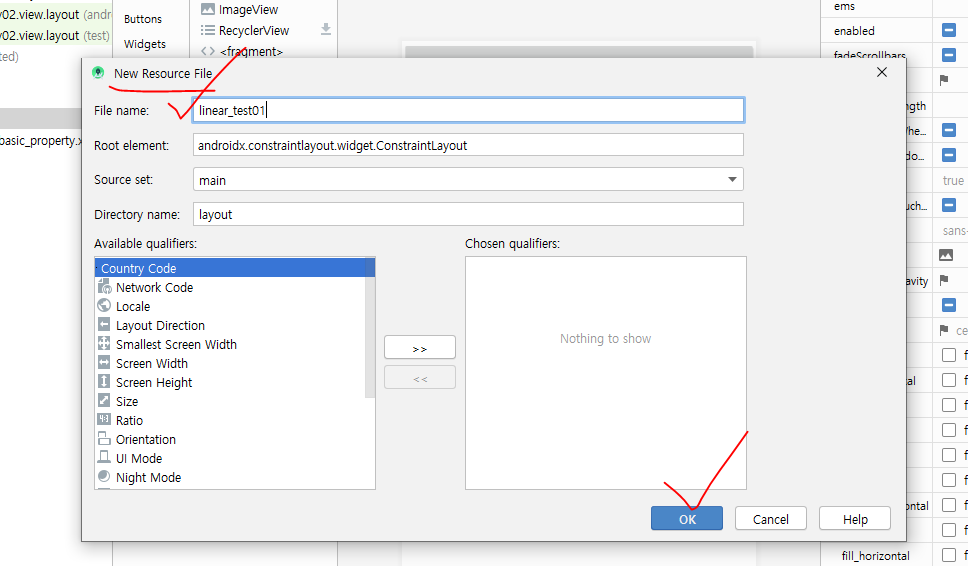 y02.view.layout (andr
y02.view.layout (test)
ted)
basic_property.x
Buttons
Widgets
ImageView
RecyclerView
<fragment>
New Resource File
File name: linear_test01
Root element: androidx.constraintlayout.widget.ConstraintLayout
Source set: main
Directory name: layout
Available qualifiers:
Chosen qualifiers:
Country Code
Network Code
Locale
Layout Direction
Smallest Screen Width
Screen Width
Screen Height
Size
Ratio
Orientation
UI Mode
Night Mode
>>
<<
Nothing to show
OK
Cancel
Help
ems
enabled
fadeScrollbars
ngth
Whe...
do...
true
uch...
sans-
avity
ce
f
tal f
f
f
f
f
ontal f
f
fill_horizontal f